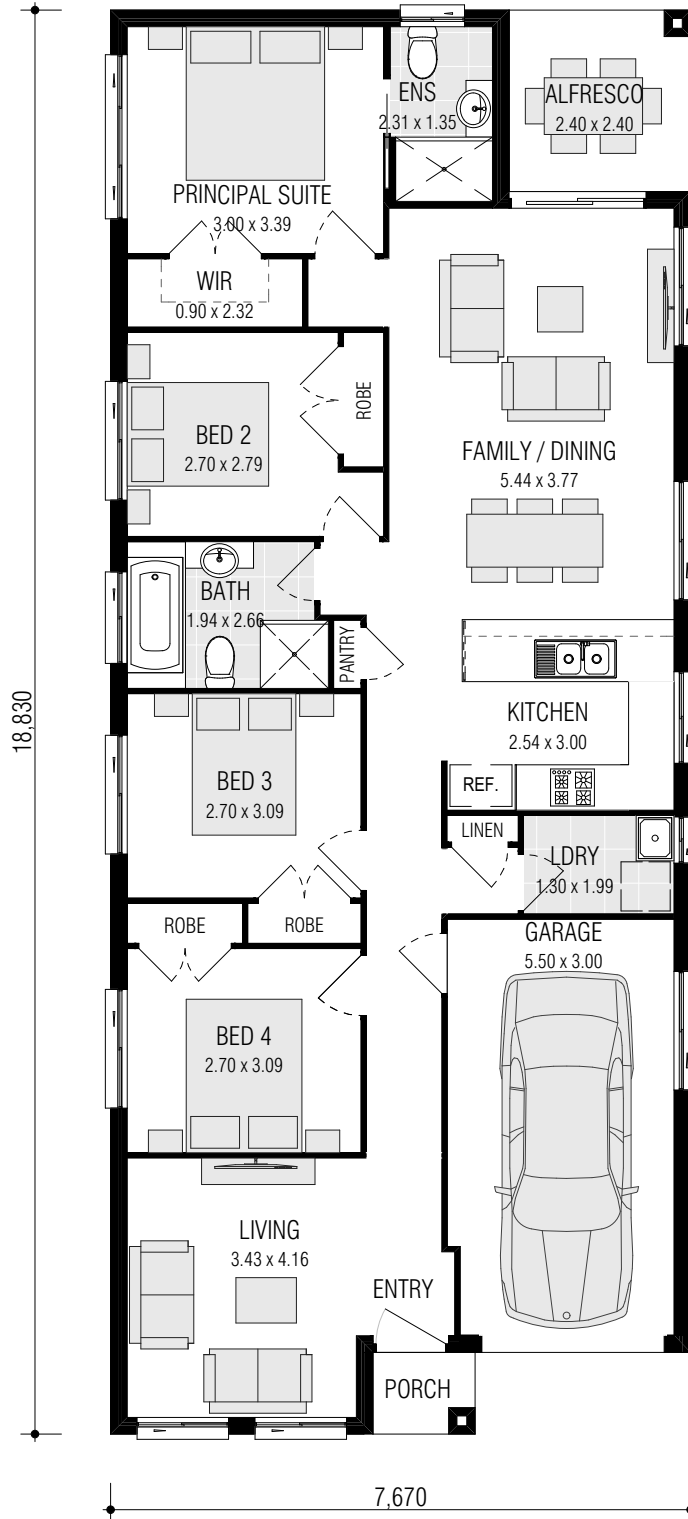 ENS
2.31 x 1.35
ALFRESCO
2.40 x 2.40
PRINCIPAL SUITE
3.00 x 3.39
WIR
0.90 x 2.32
BED 2
2.70 x 2.79
ROBE
FAMILY / DINING
5.44 x 3.77
BATH
1.94 x 2.66
PANTRY
KITCHEN
2.54 x 3.00
18,830
BED 3
2.70 x 3.09
REF.
LINEN
LDRY
1.30 x 1.99
ROBE
ROBE
GARAGE
5.50 x 3.00
BED 4
2.70 x 3.09
LIVING
3.43 x 4.16
ENTRY
PORCH
7,670